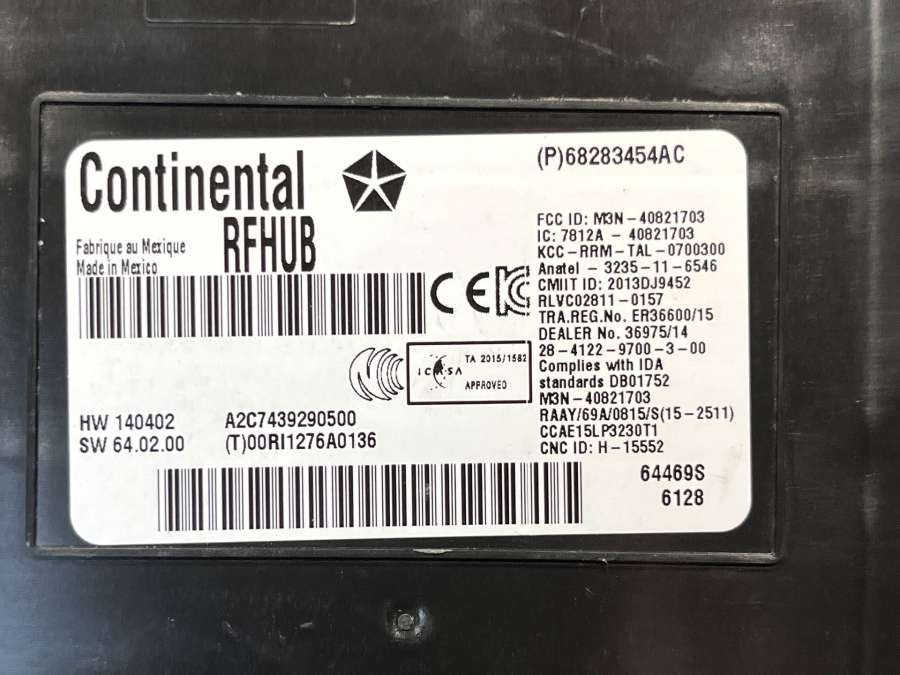 Continental
RFHUB
Fabrique au Mexique
Made in Mexico
(P)68283454AC
FCC ID: M3N-40821703
IC: 7812A - 40821703
KCC-RRM-TAL-0700300
Anatel - 3235-11-6546
CMIIT ID: 2013DJ9452
RLVC02811-0157
TRA.REG.No. ER36600/15
DEALER No. 36975/14
28-4122-9700-3-00
Complies with IDA
standards DB01752
M3N-40821703
RAAY/69A/0815/S(15-2511)
CCAE15LP3230T1
CNC ID: H-15552
CE
TA 2015/1582
ICASA
APPROVED
HW 140402
SW 64.02.00
A2C7439290500
(T)00RI1276A0136
64469S
6128